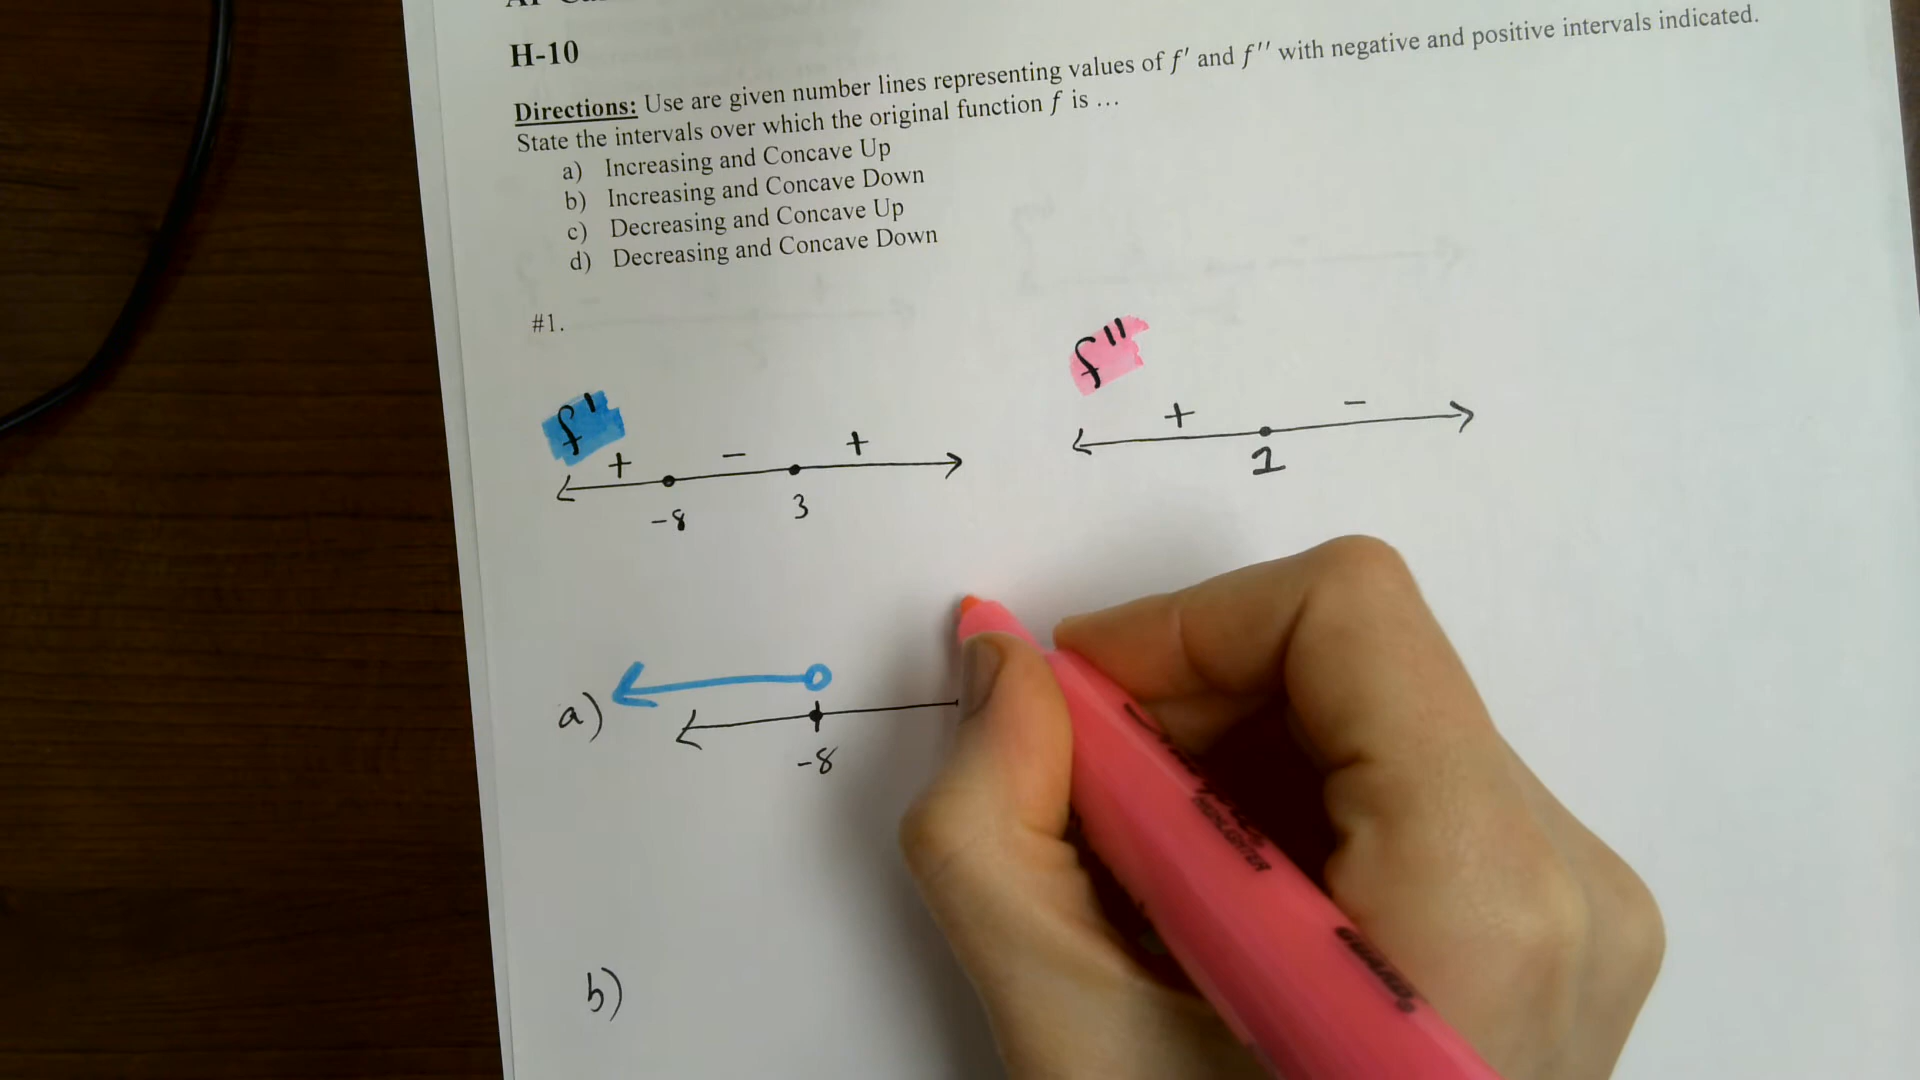 H-10
Directions: Use are given number lines representing values of f′ and f″ with negative and positive intervals indicated.
State the intervals over which the original function f is …
a) Increasing and Concave Up
b) Increasing and Concave Down
c) Decreasing and Concave Up
d) Decreasing and Concave Down
#1.
f′
+ − +
-8 3
f″
+ −
1
a)
-8
b)
HIGHLIGHTER